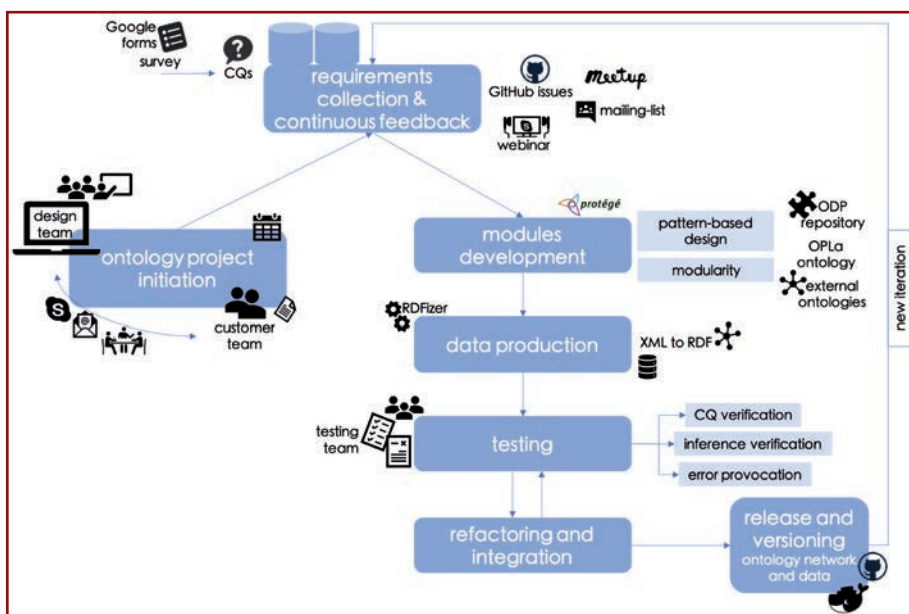 Google
forms
survey
CQs
requirements
collection &
continuous feedback
GitHub issues
meetup
mailing-list
webinar
design
team
ontology project
initiation
customer
team
protégé
modules
development
pattern-based
design
modularity
ODP
repository
OPLa
ontology
external
ontologies
new iteration
RDFizer
data production
XML to RDF
testing
team
testing
CQ verification
inference verification
error provocation
refactoring and
integration
release and
versioning
ontology network
and data